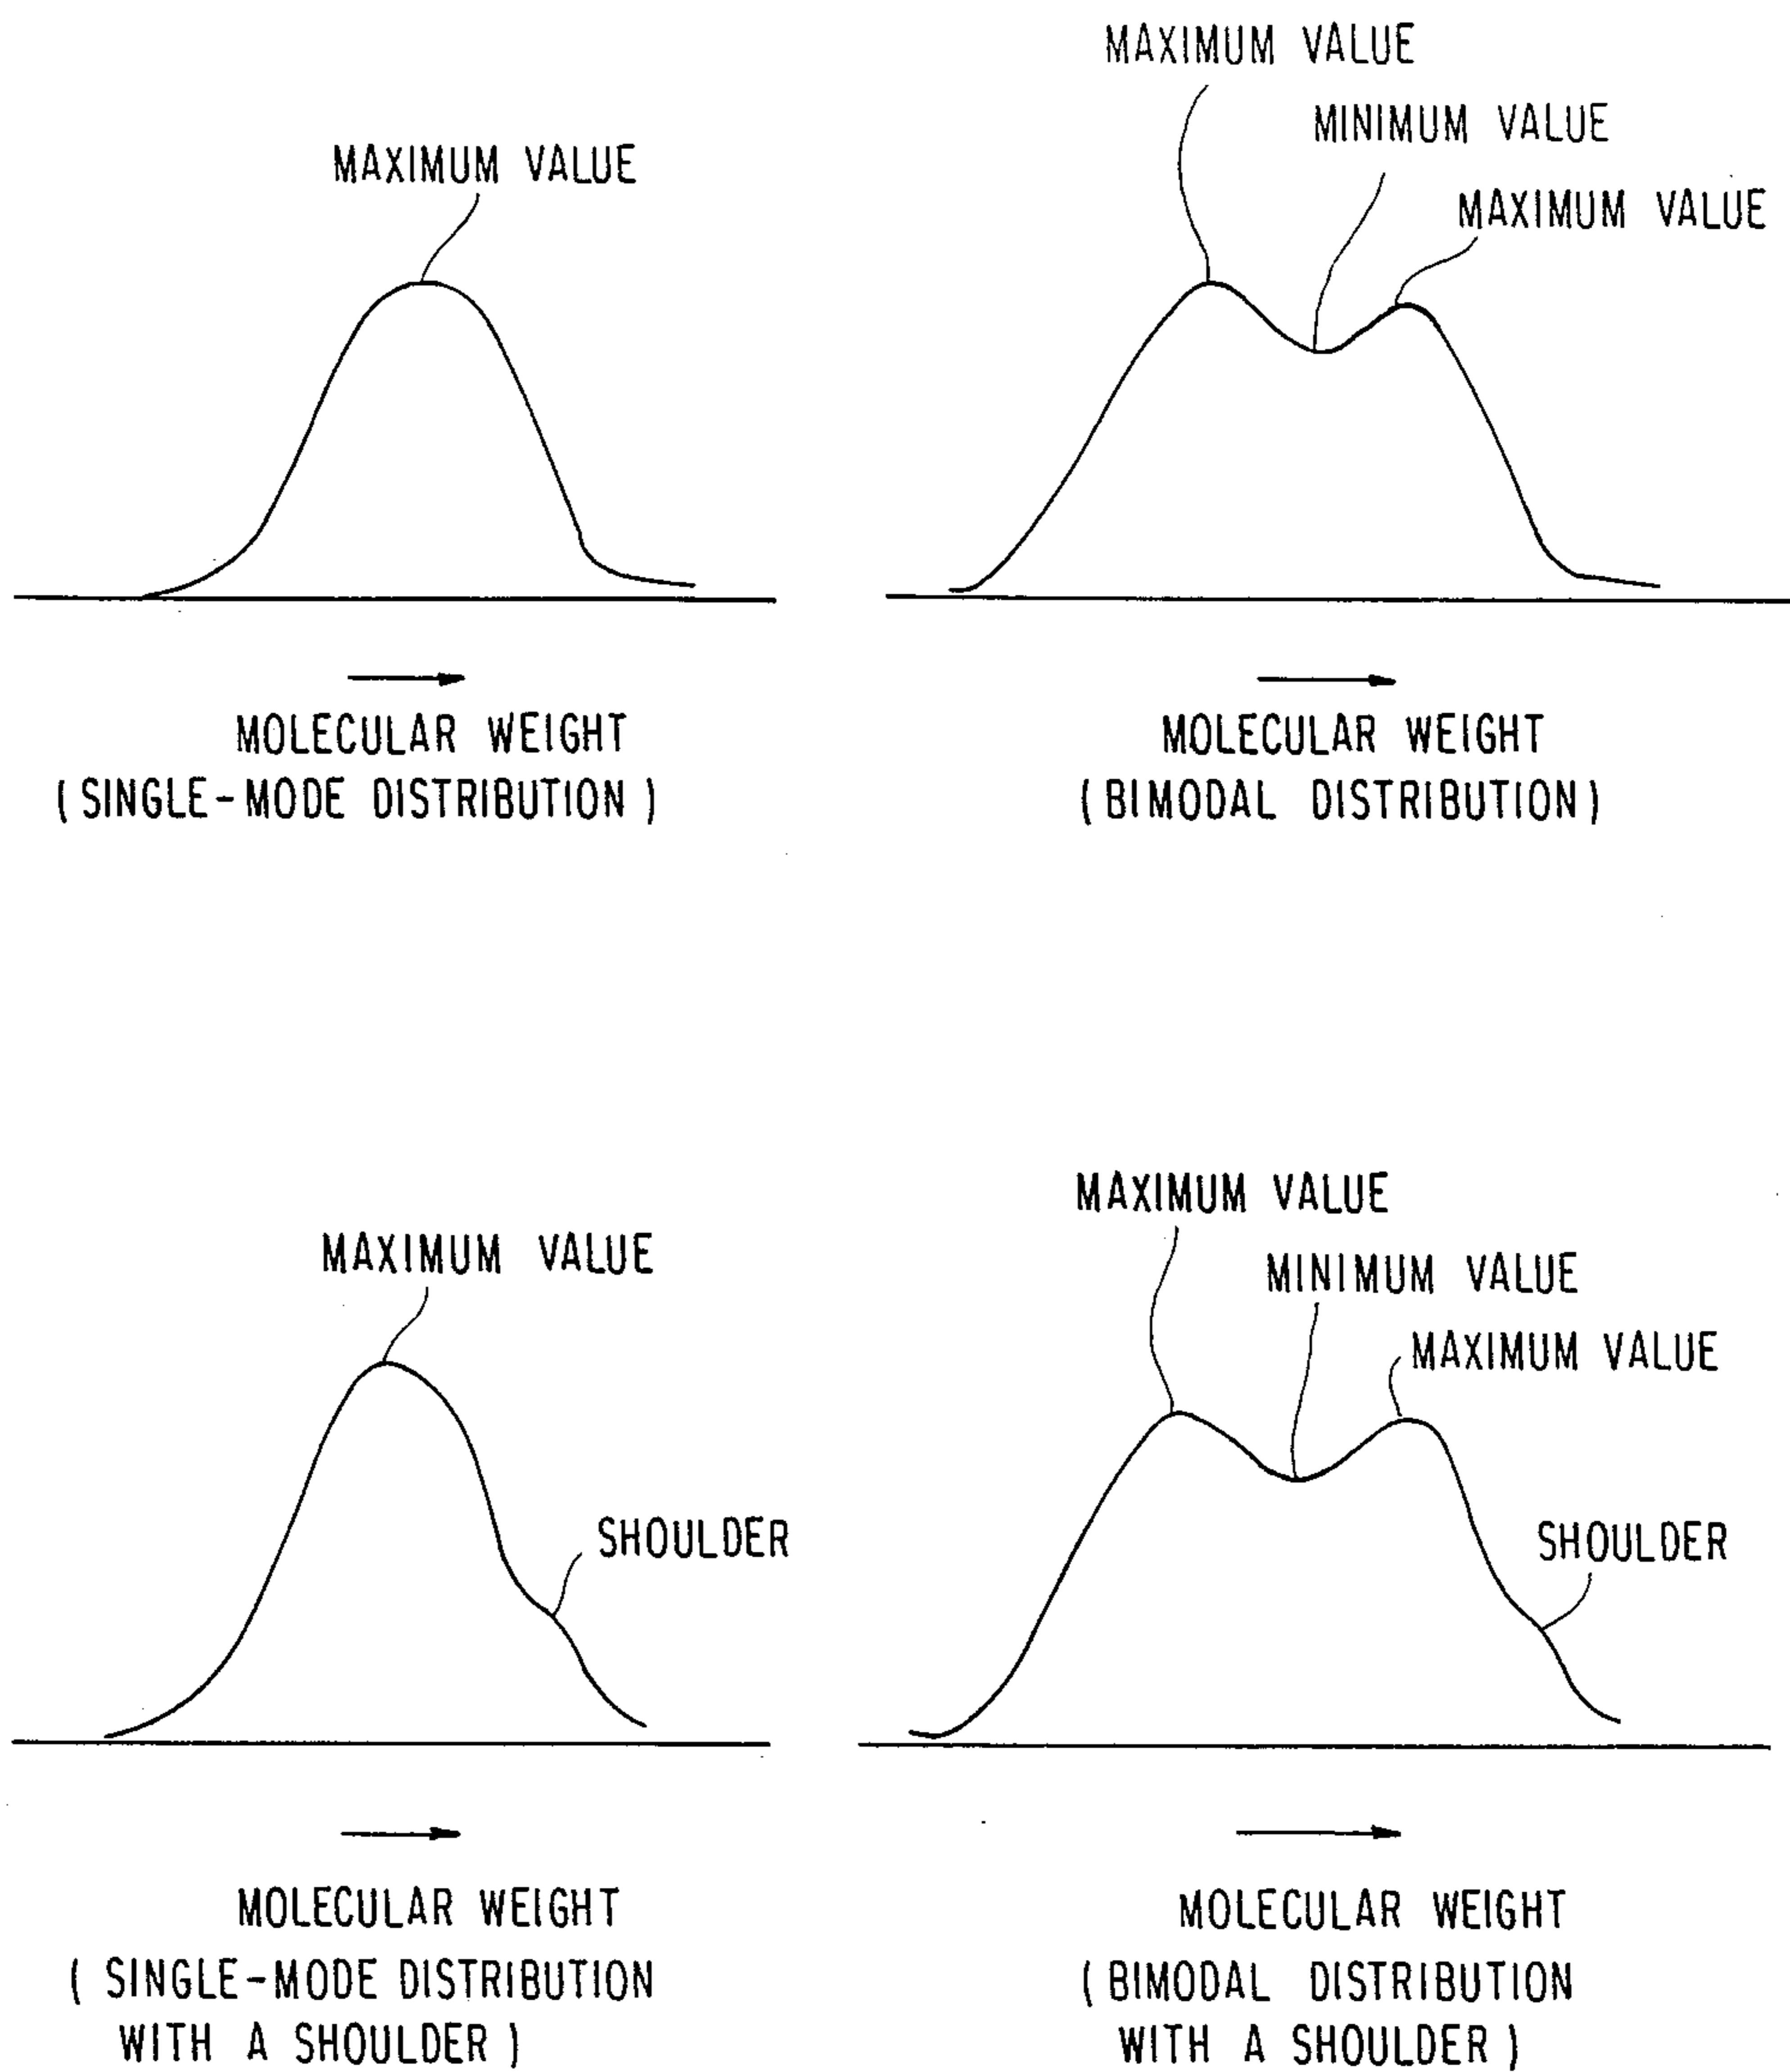 MAXIMUM VALUE
MOLECULAR WEIGHT
( SINGLE-MODE DISTRIBUTION )
MAXIMUM VALUE
MINIMUM VALUE
MAXIMUM VALUE
MOLECULAR WEIGHT
( BIMODAL DISTRIBUTION )
MAXIMUM VALUE
SHOULDER
MOLECULAR WEIGHT
( SINGLE-MODE DISTRIBUTION
WITH A SHOULDER )
MAXIMUM VALUE
MINIMUM VALUE
MAXIMUM VALUE
SHOULDER
MOLECULAR WEIGHT
( BIMODAL DISTRIBUTION
WITH A SHOULDER )